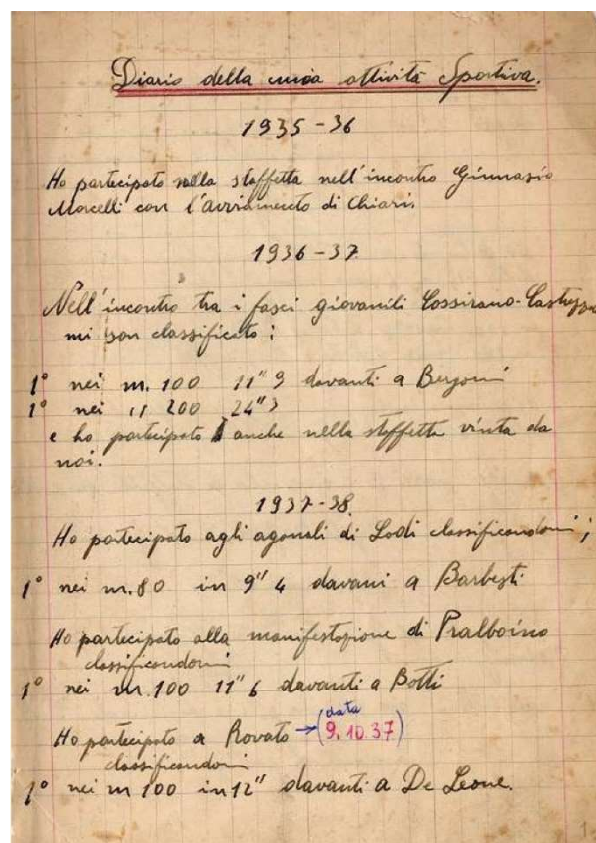 Diario della mia attività Sportiva.
1935-36
Ho partecipato nella staffetta nell'incontro Ginnasio
Morcelli con l'avviamento di Chiari.
1936-37
Nell'incontro tra i fasci giovanili Cossirano-
mi son classificato:
1° nei m. 100 11" 9 davanti a
1° nei " 200 24" 3
e ho partecipato anche nella staffetta vinta da
noi.
1937-38.
Ho partecipato agli agonali di Lodi classificandomi;
1° nei m. 80 in 9" 4 davani a
Ho partecipato alla manifestazione di Pralboino
classificandomi
1° nei m. 100 11" 6 davanti a Botti
(data
Ho partecipato a Rovato → 9.10.37)
classificandomi
1° nei m 100 in 12" davanti a De Leone.
1